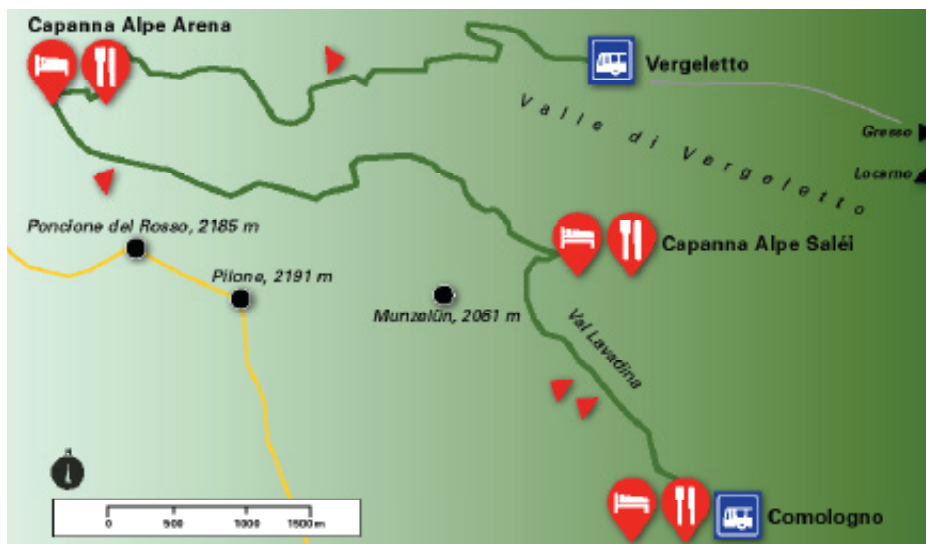 Capanna Alpe Arena
Vergeletto
Valle di Vergeletto
Gresso
Locarno
Poncione del Rosso, 2185 m
Capanna Alpe Saléi
Pilone, 2191 m
Munzelün, 2061 m
Val Lavadina
0 500 1000 1500 m
Comologno